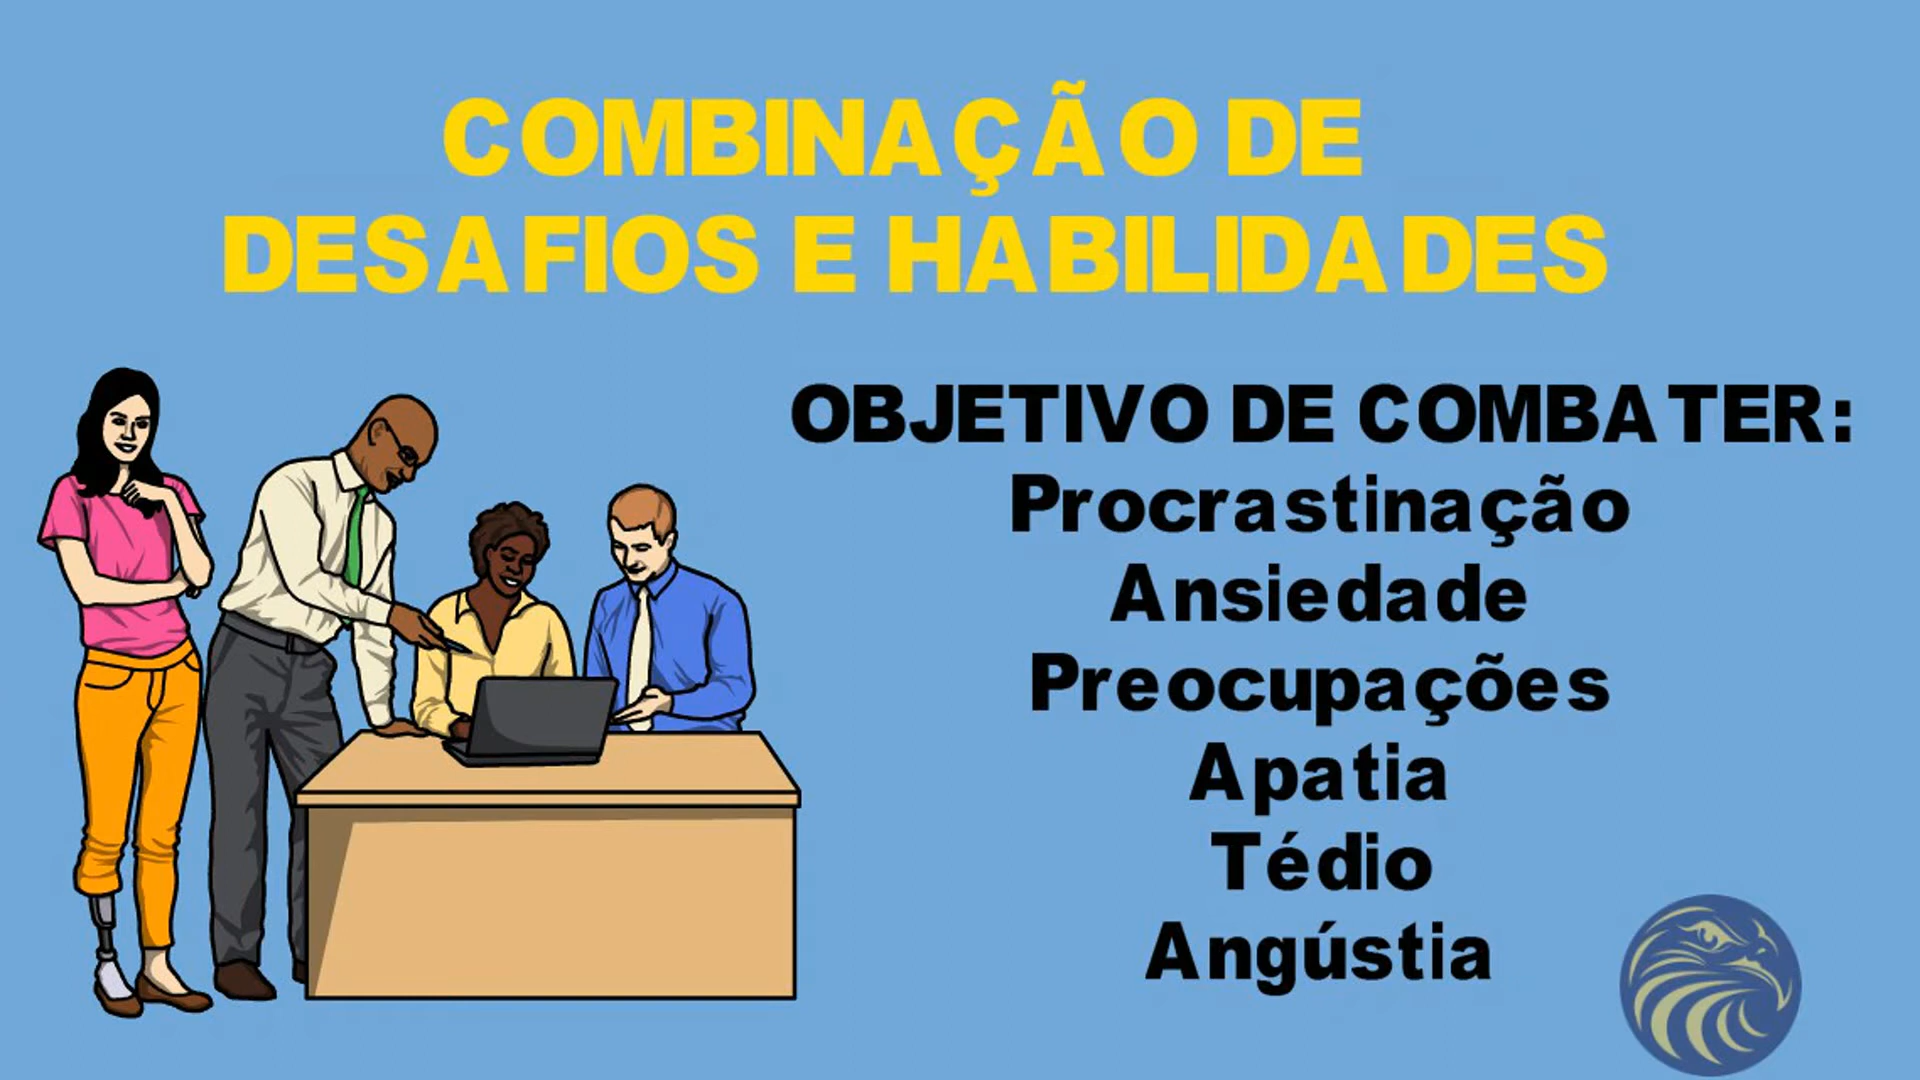 COMBINAÇÃO DE
DESAFIOS E HABILIDADES
OBJETIVO DE COMBATER:
Procrastinação
Ansiedade
Preocupações
Apatia
Tédio
Angústia